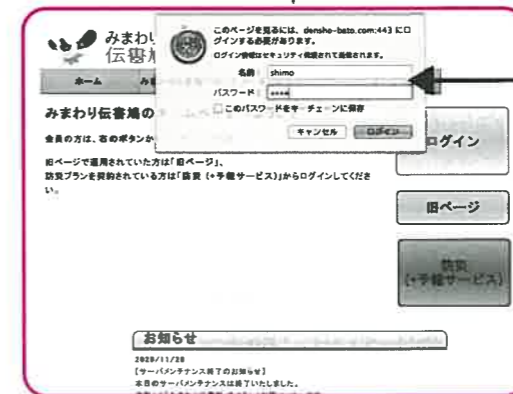 みまわり
伝書鳩
このページを見るには、densho-bato.com:443 にロ
グインする必要があります。
ログイン情報はセキュリティ保護されて送信されます。
名前: shimo
パスワード: ••••
このパスワードをキーチェーンに保存
キャンセル ログイン
ホーム
みまわり伝書鳩の
会員の方は、右のボタンか
旧ページで運用されていた方は「旧ページ」、
防災プランを契約されている方は「防災 (+予報サービス)」からログインしてくださ
い。
ログイン
旧ページ
防災
(+予報サービス)
お知らせ
2020/11/20
【サーバメンテナンス終了のお知らせ】
本日のサーバメンテナンスは終了いたしました。